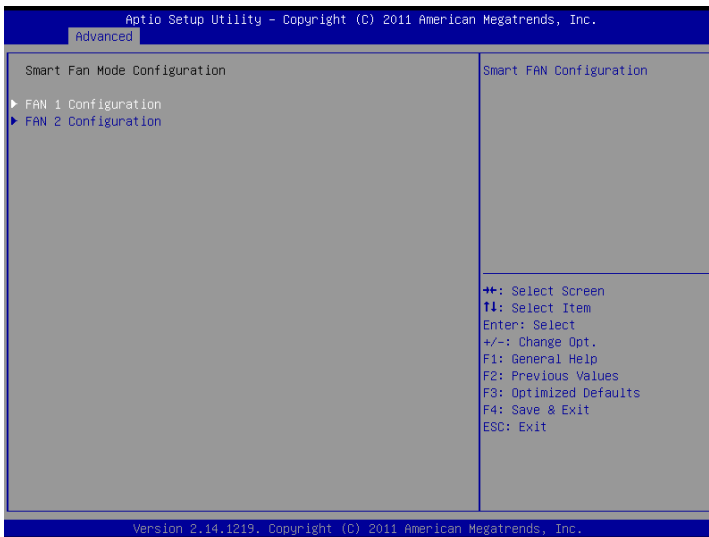 Aptio Setup Utility – Copyright (C) 2011 American Megatrends, Inc.
Advanced
Smart Fan Mode Configuration
▶ FAN 1 Configuration
▶ FAN 2 Configuration
Smart FAN Configuration
→←: Select Screen
↑↓: Select Item
Enter: Select
+/-: Change Opt.
F1: General Help
F2: Previous Values
F3: Optimized Defaults
F4: Save & Exit
ESC: Exit
Version 2.14.1219. Copyright (C) 2011 American Megatrends, Inc.